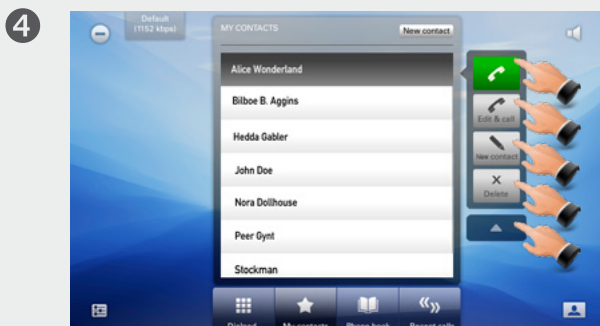 4
Default
(1152 kbps)
MY CONTACTS
New contact
Alice Wonderland
Bilboe B. Aggins
Hedda Gabler
John Doe
Nora Dollhouse
Peer Gynt
Stockman
Edit & call
New contact
Delete
Dialpad My contacts Phone book Recent calls